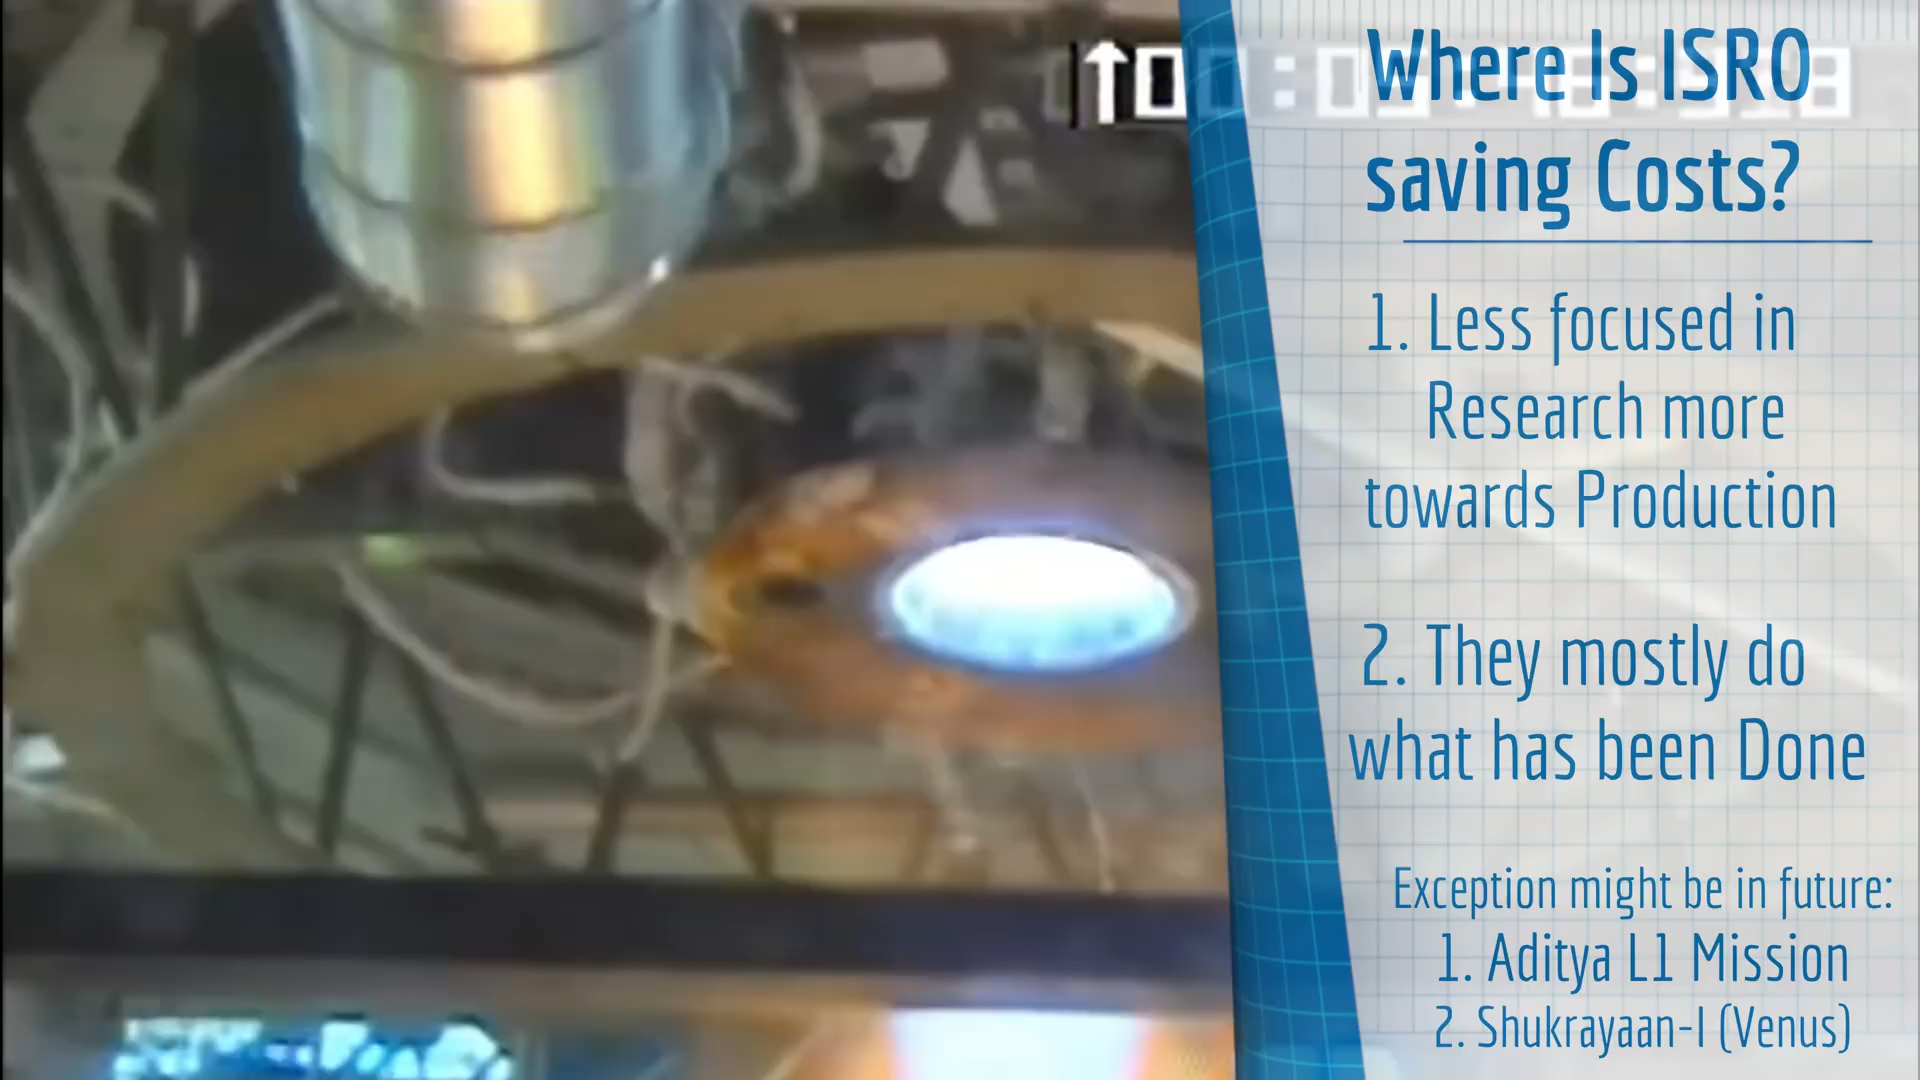 Where Is ISRO
saving Costs?
1. Less focused in
Research more
towards Production
2. They mostly do
what has been Done
Exception might be in future:
1. Aditya L1 Mission
2. Shukrayaan-I (Venus)